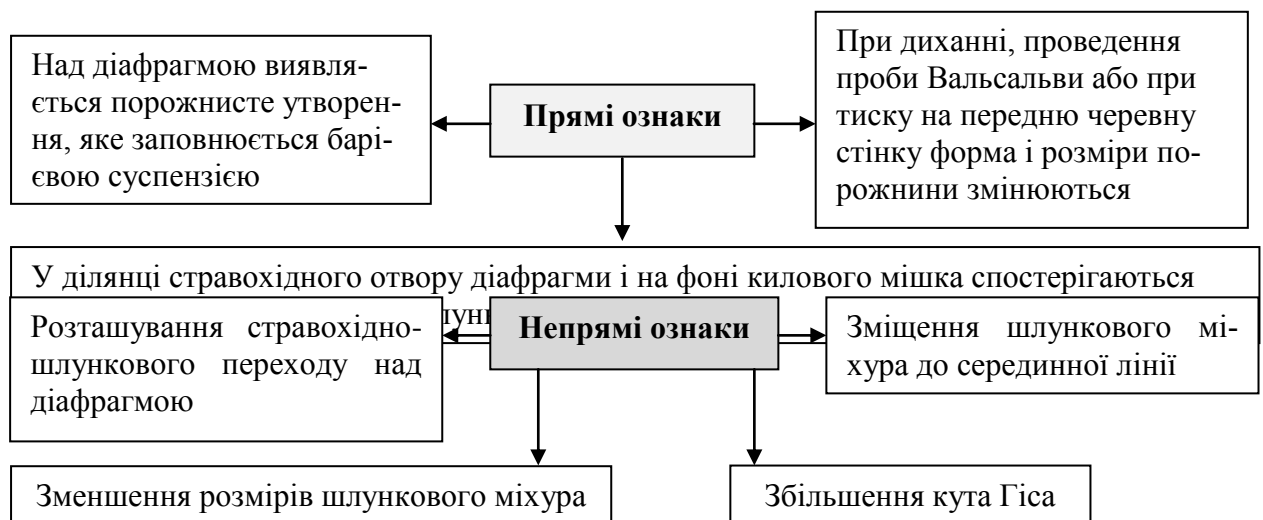 Над діафрагмою виявля-
ється порожнисте утворен-
ня, яке заповнюється барі-
євою суспензією
Прямі ознаки
При диханні, проведення
проби Вальсальви або при
тиску на передню черевну
стінку форма і розміри по-
рожнини змінюються
У ділянці стравохідного отвору діафрагми і на фоні килового мішка спостерігаються
Розташування стравохідно-
шлункового переходу над
діафрагмою
Непрямі ознаки
Зміщення шлункового мі-
хура до серединної лінії
Зменшення розмірів шлункового міхура
Збільшення кута Гіса